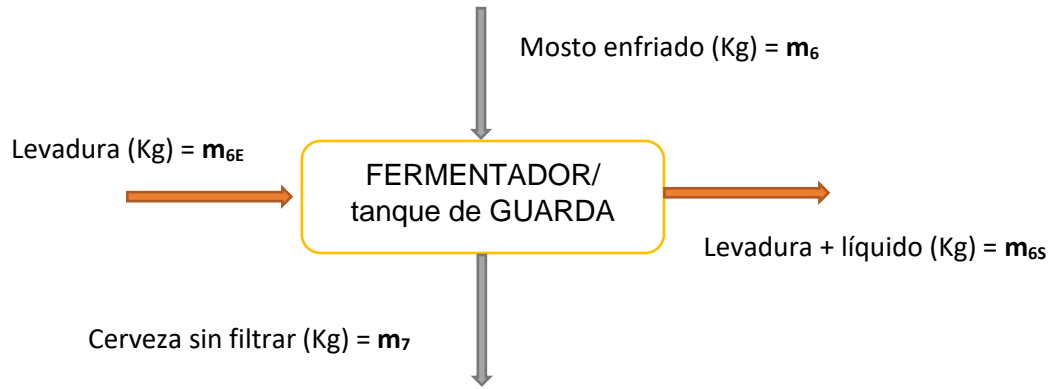 Mosto enfriado (Kg) = m6
Levadura (Kg) = m6E
FERMENTADOR/
tanque de GUARDA
Levadura + líquido (Kg) = m6S
Cerveza sin filtrar (Kg) = m7